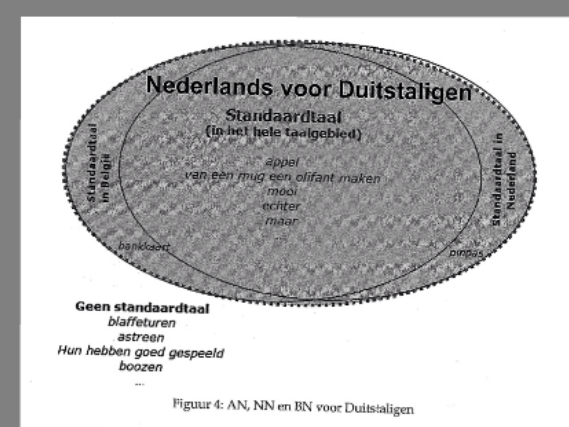 Nederlands voor Duitstaligen
Standaardtaal
(in het hele taalgebied)
Standaardtaal
in België
appel
van een mug een olifant maken
mooi
echter
maar
...
Standaardtaal in
Nederland
bankkaart
pinpas
Geen standaardtaal
blaffeturen
astreen
Hun hebben goed gespeeld
boozen
...
Figuur 4: AN, NN en BN voor Duitstaligen